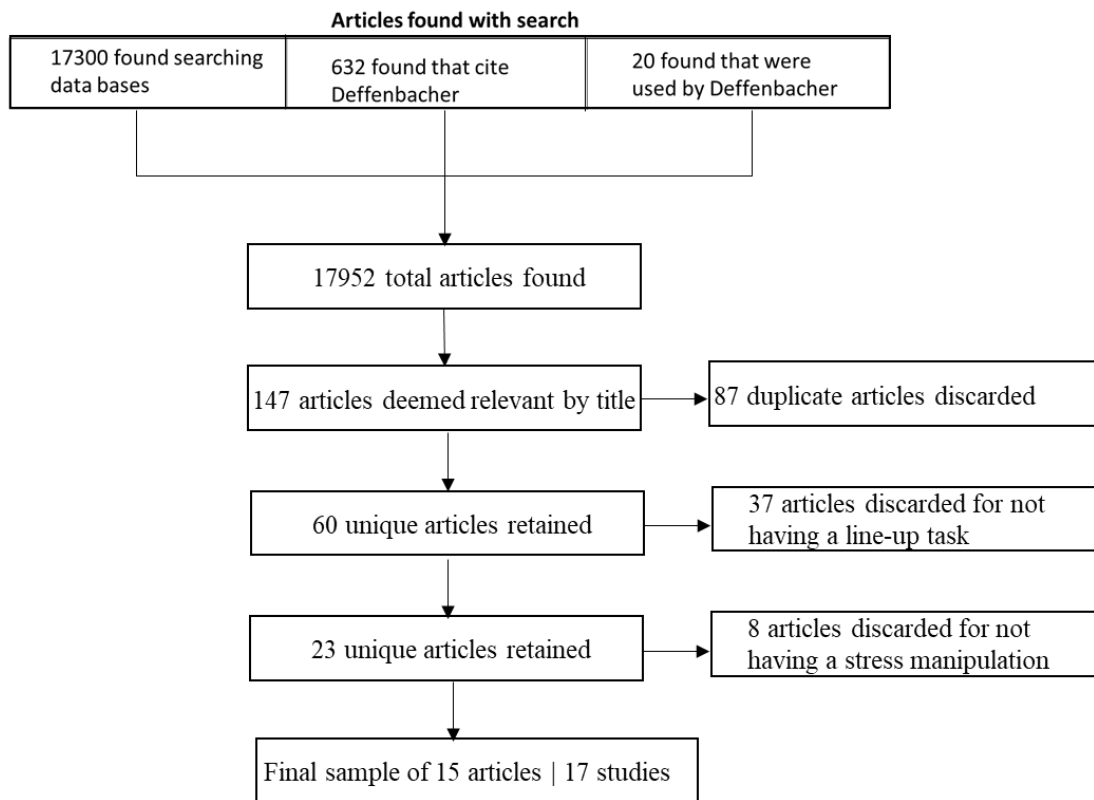 Articles found with search
17300 found searching
data bases
632 found that cite
Deffenbacher
20 found that were
used by Deffenbacher
17952 total articles found
147 articles deemed relevant by title
87 duplicate articles discarded
60 unique articles retained
37 articles discarded for not
having a line-up task
23 unique articles retained
8 articles discarded for not
having a stress manipulation
Final sample of 15 articles | 17 studies